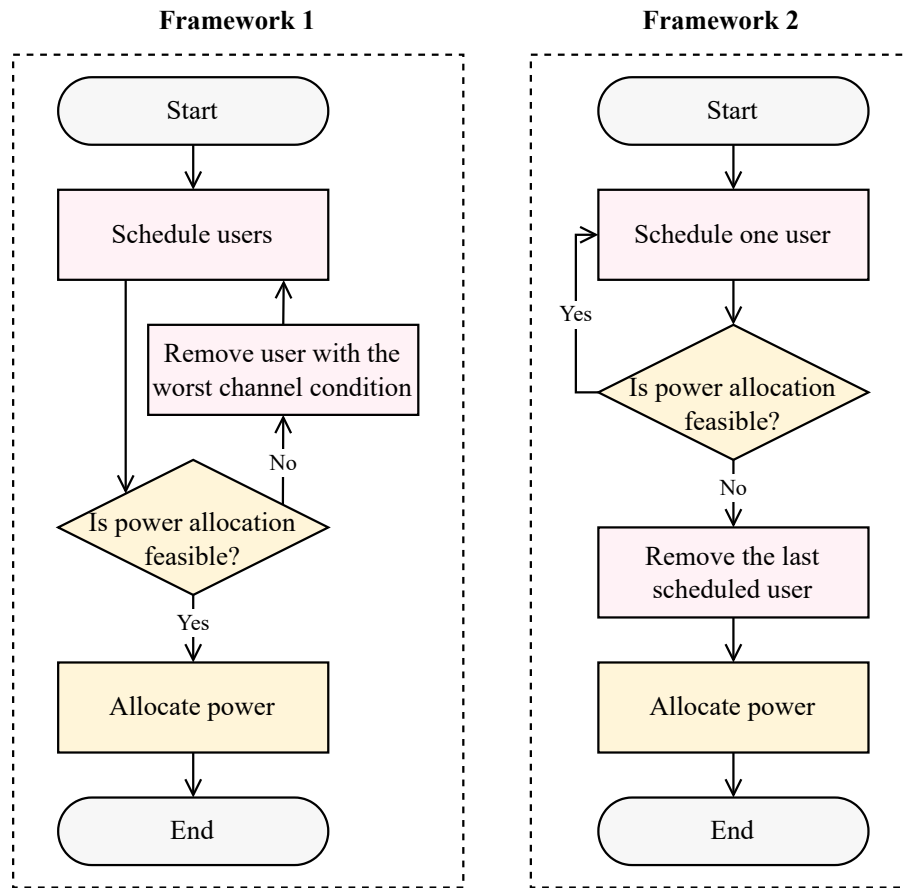 Framework 1
Start
Schedule users
Remove user with the
worst channel condition
No
Is power allocation
feasible?
Yes
Allocate power
End
Framework 2
Start
Schedule one user
Yes
Is power allocation
feasible?
No
Remove the last
scheduled user
Allocate power
End